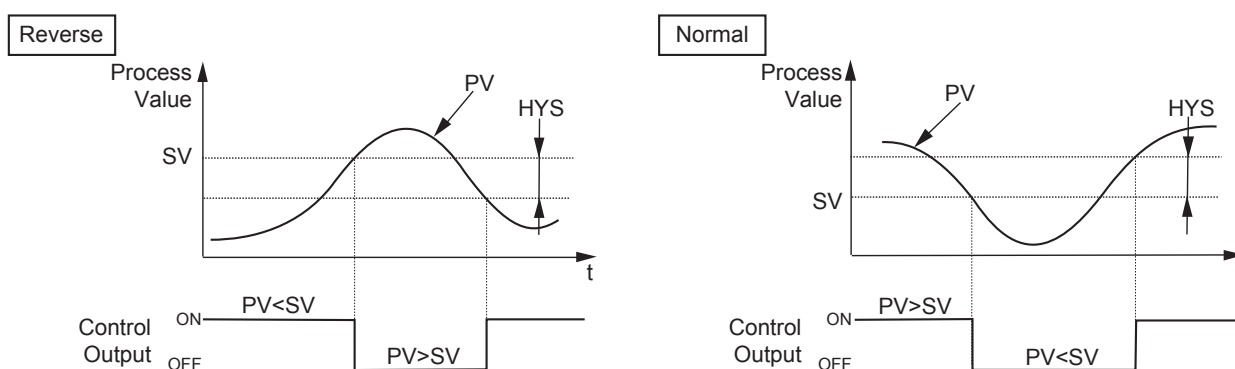 Reverse
Process
Value
PV
HYS
SV
t
PV<SV
Control
Output
ON
OFF
PV>SV
Normal
Process
Value
PV
HYS
SV
PV>SV
Control
Output
ON
OFF
PV<SV